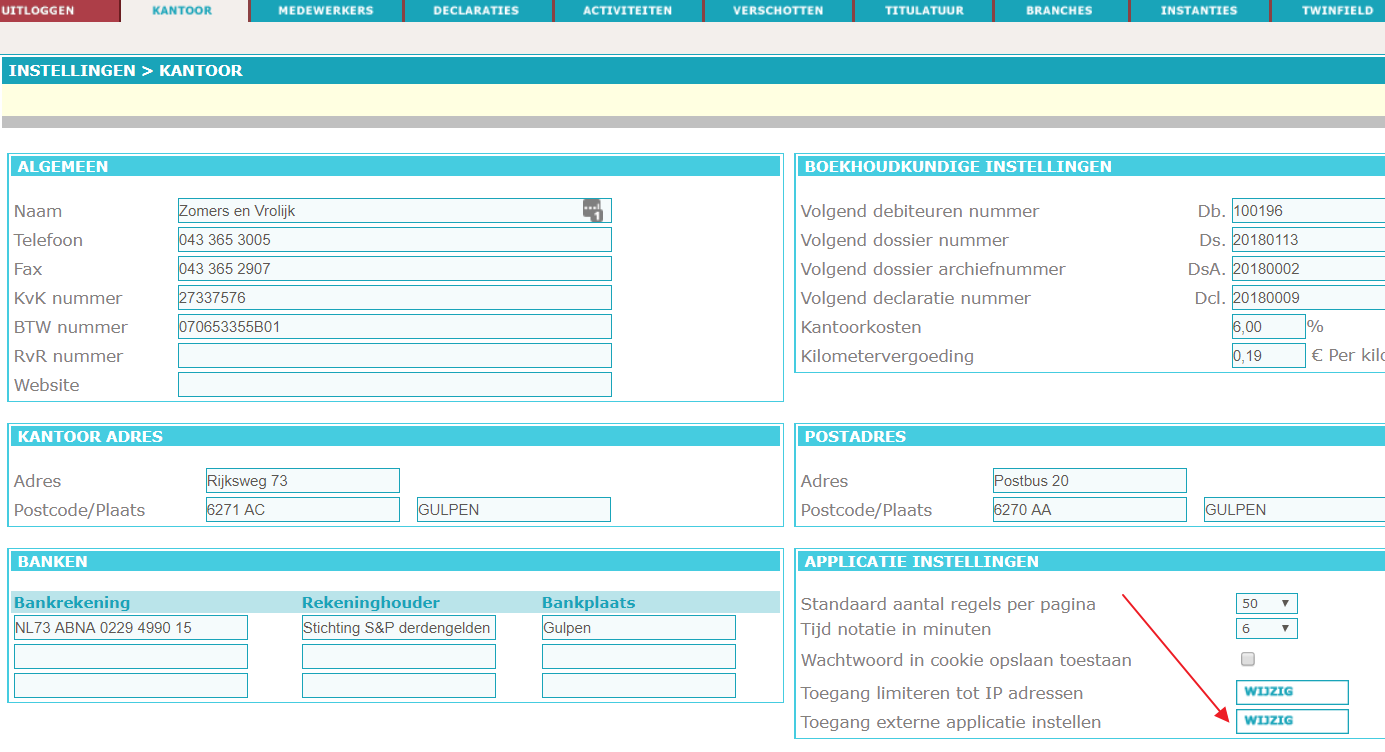 UITLOGGEN KANTOOR MEDEWERKERS DECLARATIES ACTIVITEITEN VERSCHOTTEN TITULATUUR BRANCHES INSTANTIES TWINFIELD
INSTELLINGEN > KANTOOR
ALGEMEEN
Naam Zomers en Vrolijk 1
Telefoon 043 365 3005
Fax 043 365 2907
KvK nummer 27337576
BTW nummer 070653355B01
RvR nummer
Website
BOEKHOUDKUNDIGE INSTELLINGEN
Volgend debiteuren nummer Db. 100196
Volgend dossier nummer Ds. 20180113
Volgend dossier archiefnummer DsA. 20180002
Volgend declaratie nummer Dcl. 20180009
Kantoorkosten 6,00 %
Kilometervergoeding 0,19 € Per kilo
KANTOOR ADRES
Adres Rijksweg 73
Postcode/Plaats 6271 AC GULPEN
POSTADRES
Adres Postbus 20
Postcode/Plaats 6270 AA GULPEN
BANKEN
Bankrekening Rekeninghouder Bankplaats
NL73 ABNA 0229 4990 15 Stichting S&P derdengelden Gulpen
APPLICATIE INSTELLINGEN
Standaard aantal regels per pagina 50
Tijd notatie in minuten 6
Wachtwoord in cookie opslaan toestaan
Toegang limiteren tot IP adressen WIJZIG
Toegang externe applicatie instellen WIJZIG